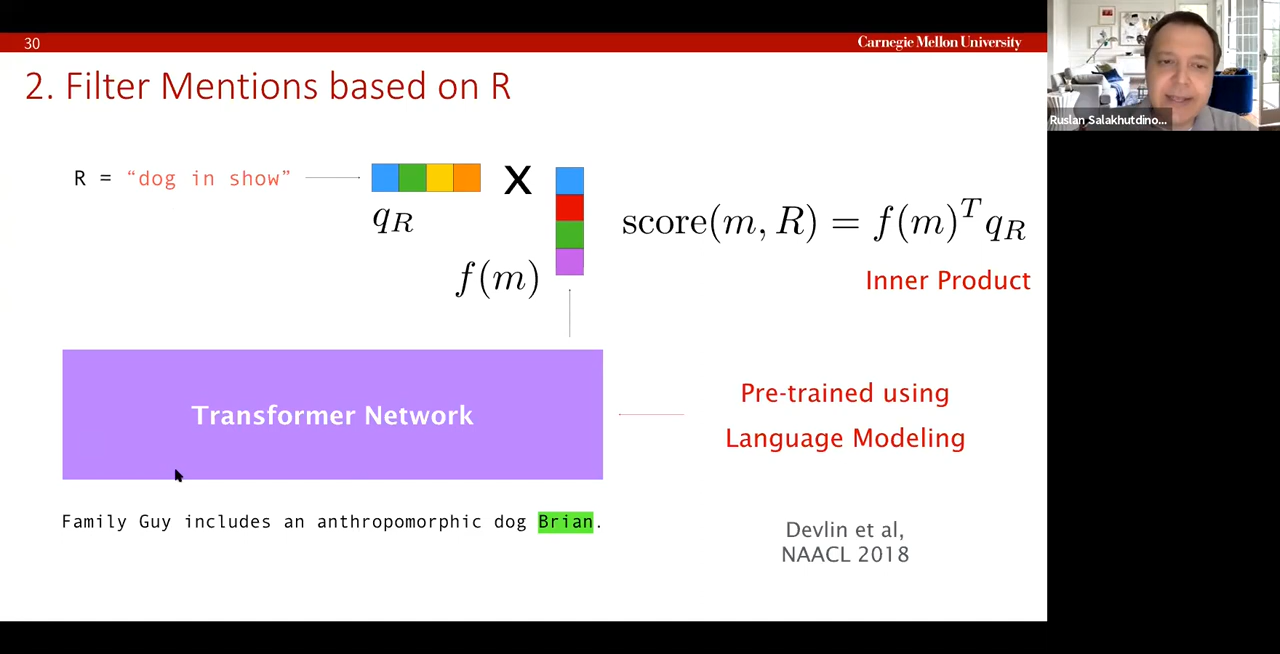 30
Carnegie Mellon University
Ruslan Salakhutdino...
2. Filter Mentions based on R
R = "dog in show"
X
q_R
f(m)
score(m, R) = f(m)^T q_R
Inner Product
Transformer Network
Pre-trained using
Language Modeling
Family Guy includes an anthropomorphic dog Brian.
Devlin et al,
NAACL 2018